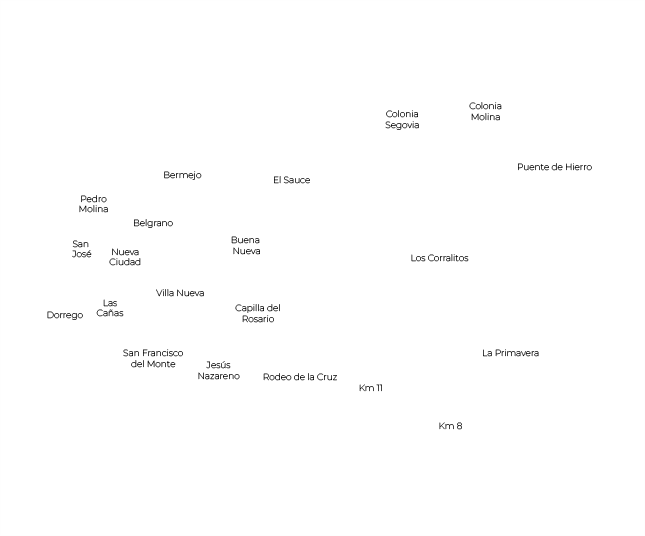 Colonia
Molina
Colonia
Segovia
Puente de Hierro
Bermejo
El Sauce
Pedro
Molina
Belgrano
San
José
Nueva
Ciudad
Buena
Nueva
Los Corralitos
Villa Nueva
Las
Cañas
Dorrego
Capilla del
Rosario
San Francisco
del Monte
Jesús
Nazareno
Rodeo de la Cruz
La Primavera
Km 11
Km 8